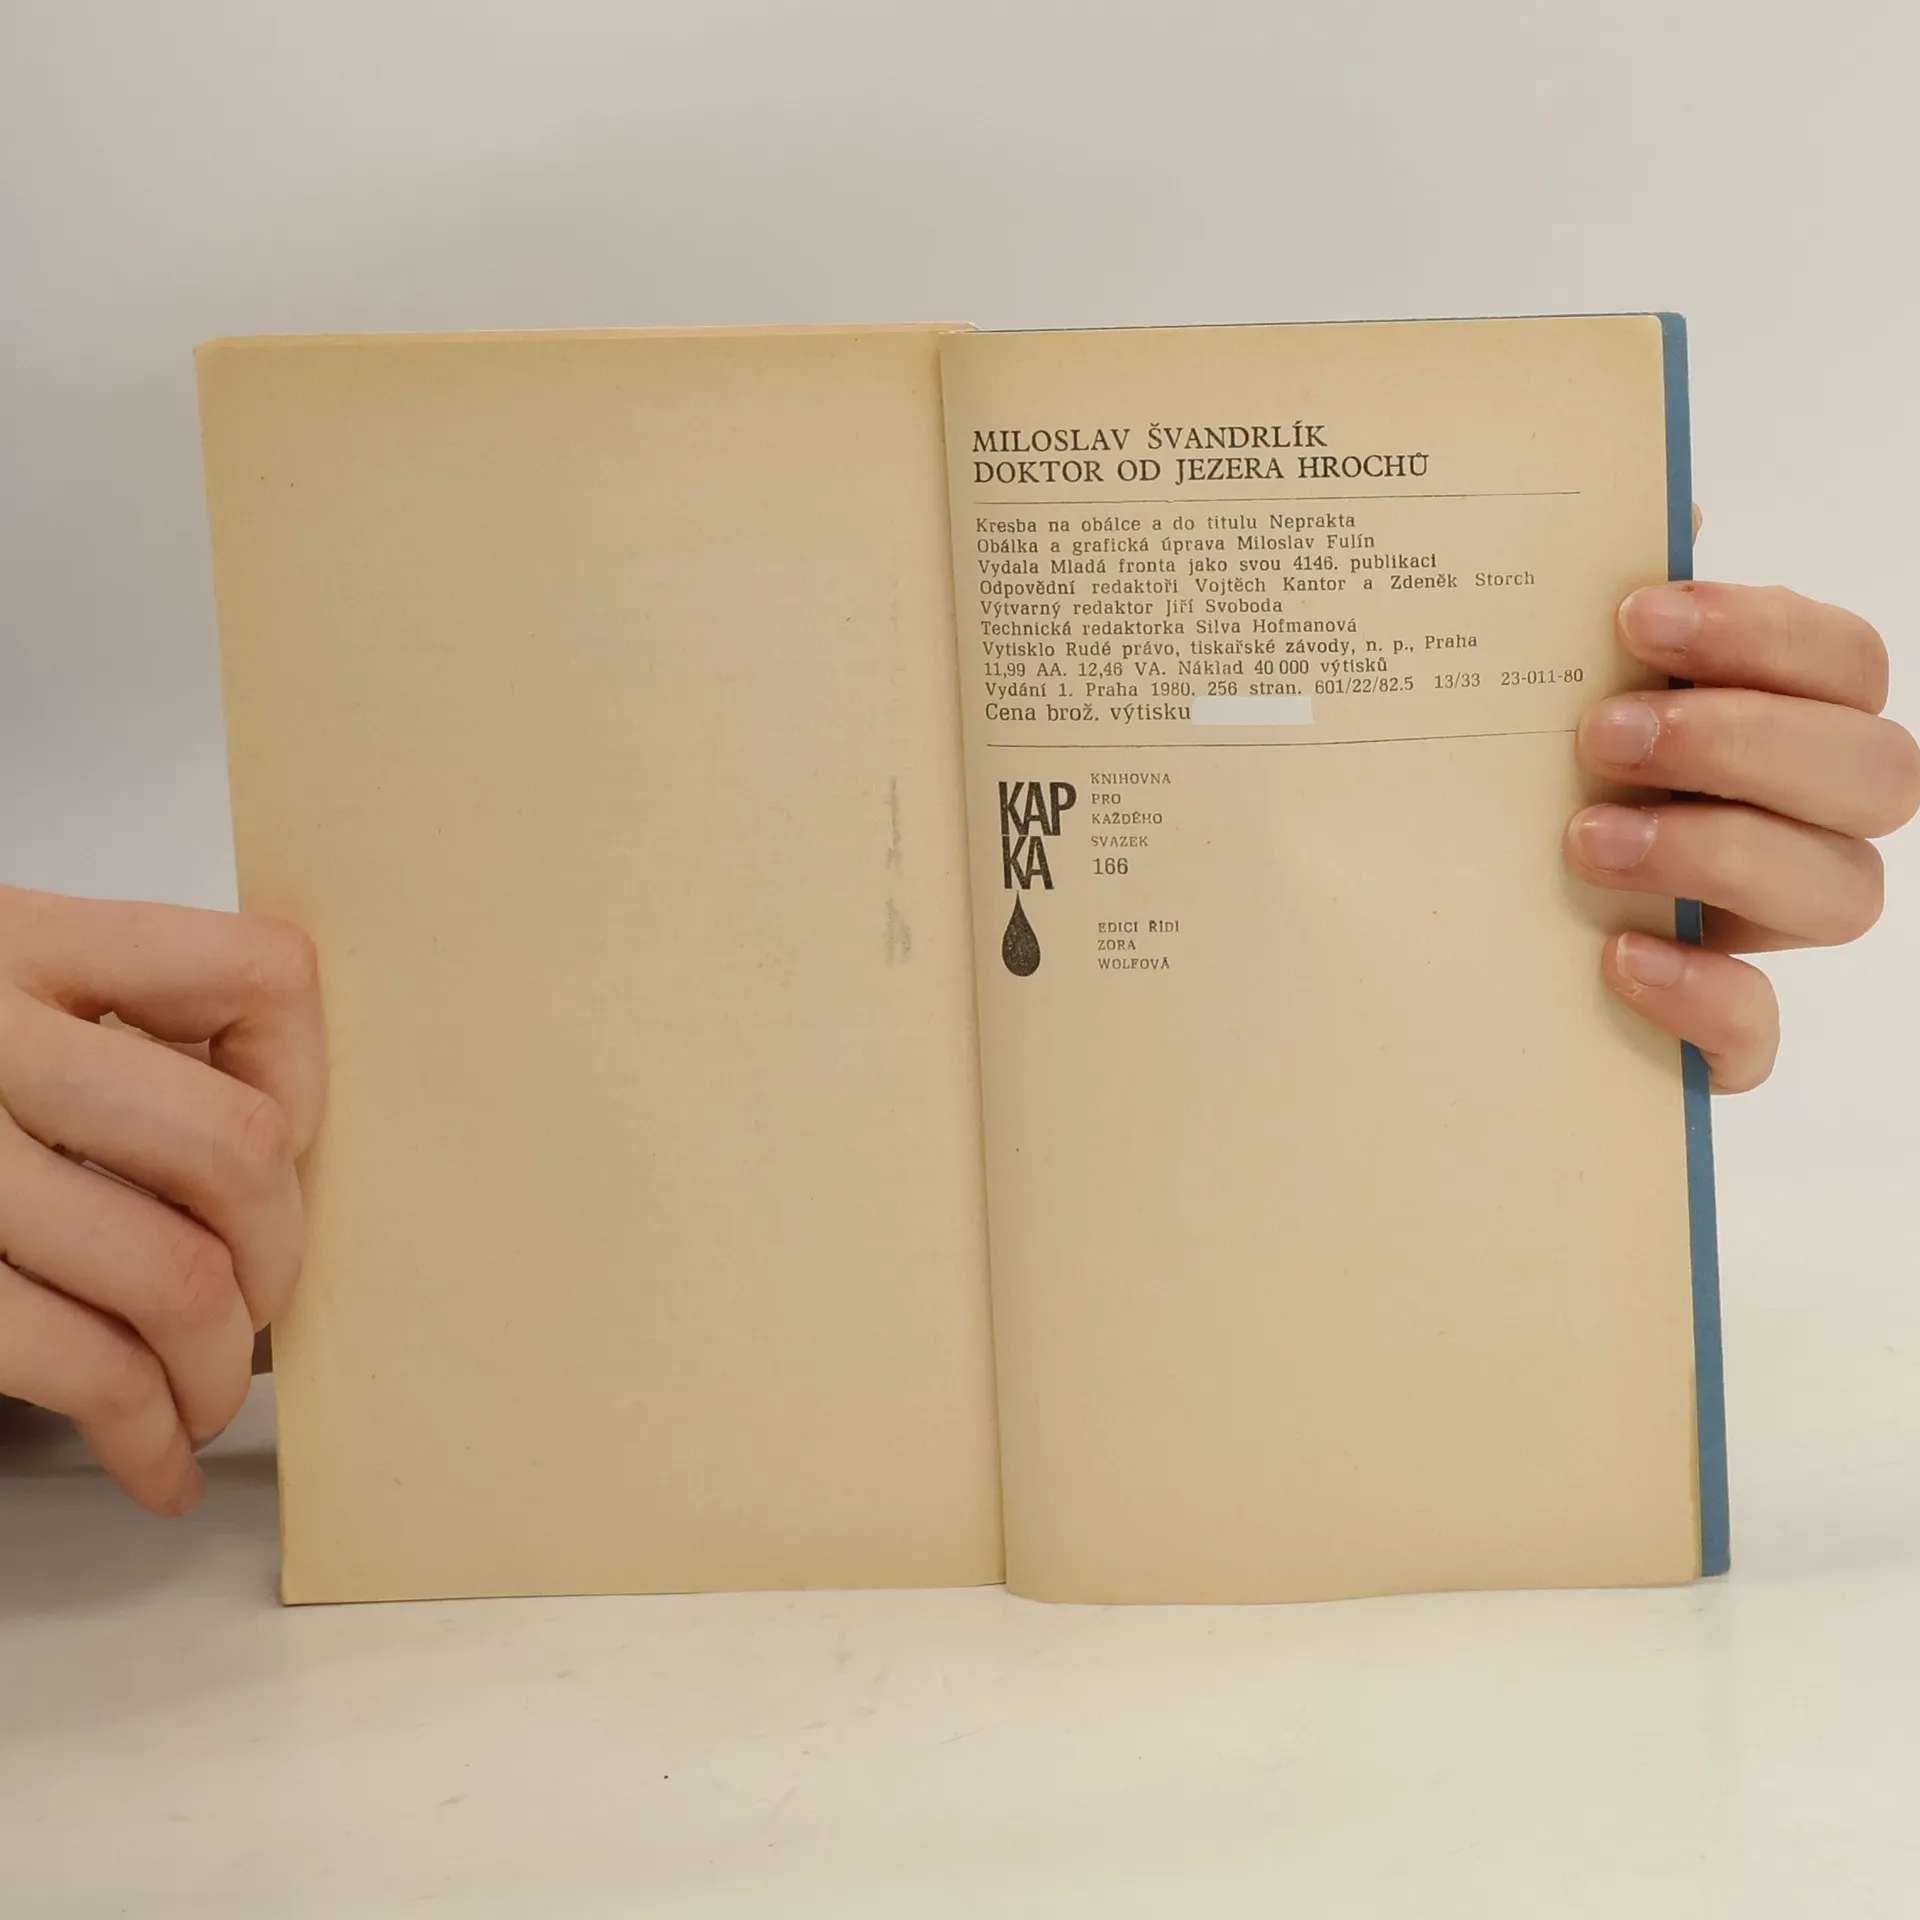 MILOSLAV ŠVANDRLÍK
DOKTOR OD JEZERA HROCHŮ
Kresba na obálce a do titulu Neprakta
Obálka a grafická úprava Miloslav Fulín
Vydala Mladá fronta jako svou 4146. publikaci
Odpovědní redaktoři Vojtěch Kantor a Zdeněk Storch
Výtvarný redaktor Jiří Svoboda
Technická redaktorka Silva Hofmanová
Vytisklo Rudé právo, tiskařské závody, n. p., Praha
11,99 AA. 12,46 VA. Náklad 40 000 výtisků
Vydání 1. Praha 1980. 256 stran. 601/22/82.5 13/33 23-011-80
Cena brož. výtisku
KAP
KA
KNIHOVNA
PRO
KAŽDÉHO
SVAZEK
166
EDICI ŘÍDÍ
ZORA
WOLFOVÁ